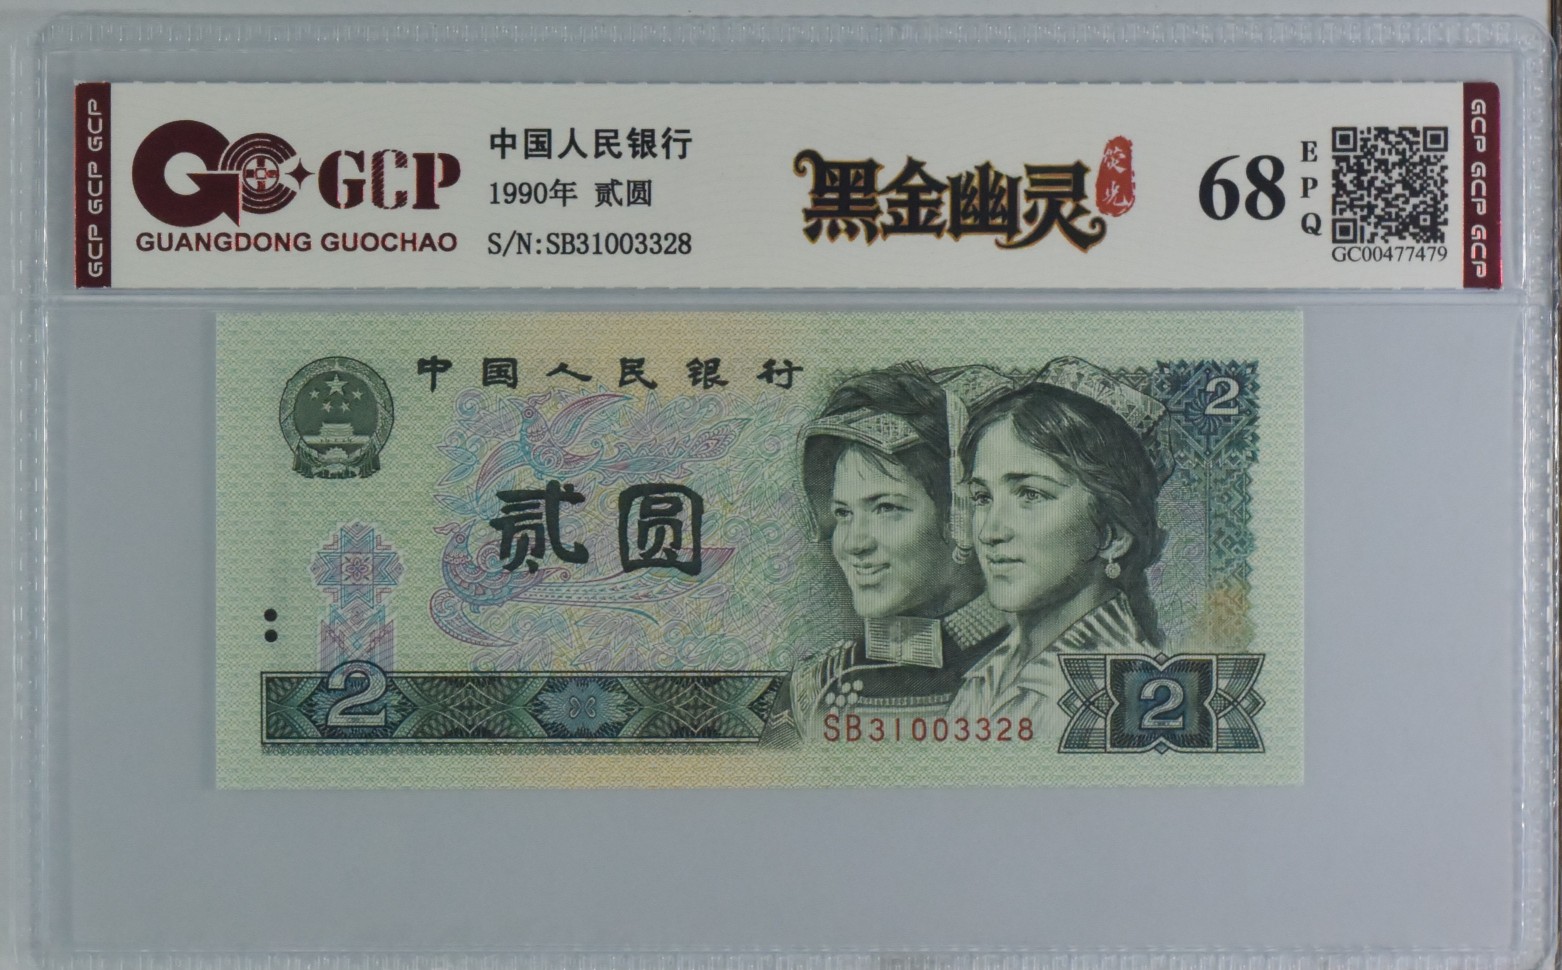 GCP GCP GCP
GCP
GUANGDONG GUOCHAO
中国人民银行
1990年 贰圆
S/N:SB31003328
黑金幽灵
荧光
68
EPQ
GC00477479
GCP GCP GCP
中国人民银行
贰圆
2
2
2
SB31003328